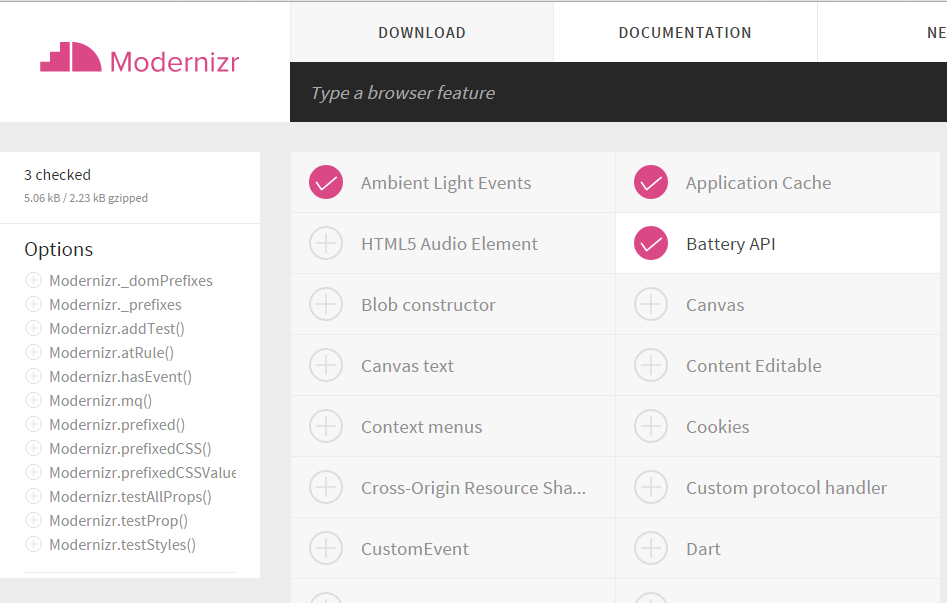 Modernizr
DOWNLOAD
DOCUMENTATION
NE
Type a browser feature
3 checked
5.06 kB / 2.23 kB gzipped
Options
Modernizr._domPrefixes
Modernizr._prefixes
Modernizr.addTest()
Modernizr.atRule()
Modernizr.hasEvent()
Modernizr.mq()
Modernizr.prefixed()
Modernizr.prefixedCSS()
Modernizr.prefixedCSSValue
Modernizr.testAllProps()
Modernizr.testProp()
Modernizr.testStyles()
Ambient Light Events
Application Cache
HTML5 Audio Element
Battery API
Blob constructor
Canvas
Canvas text
Content Editable
Context menus
Cookies
Cross-Origin Resource Sha...
Custom protocol handler
CustomEvent
Dart